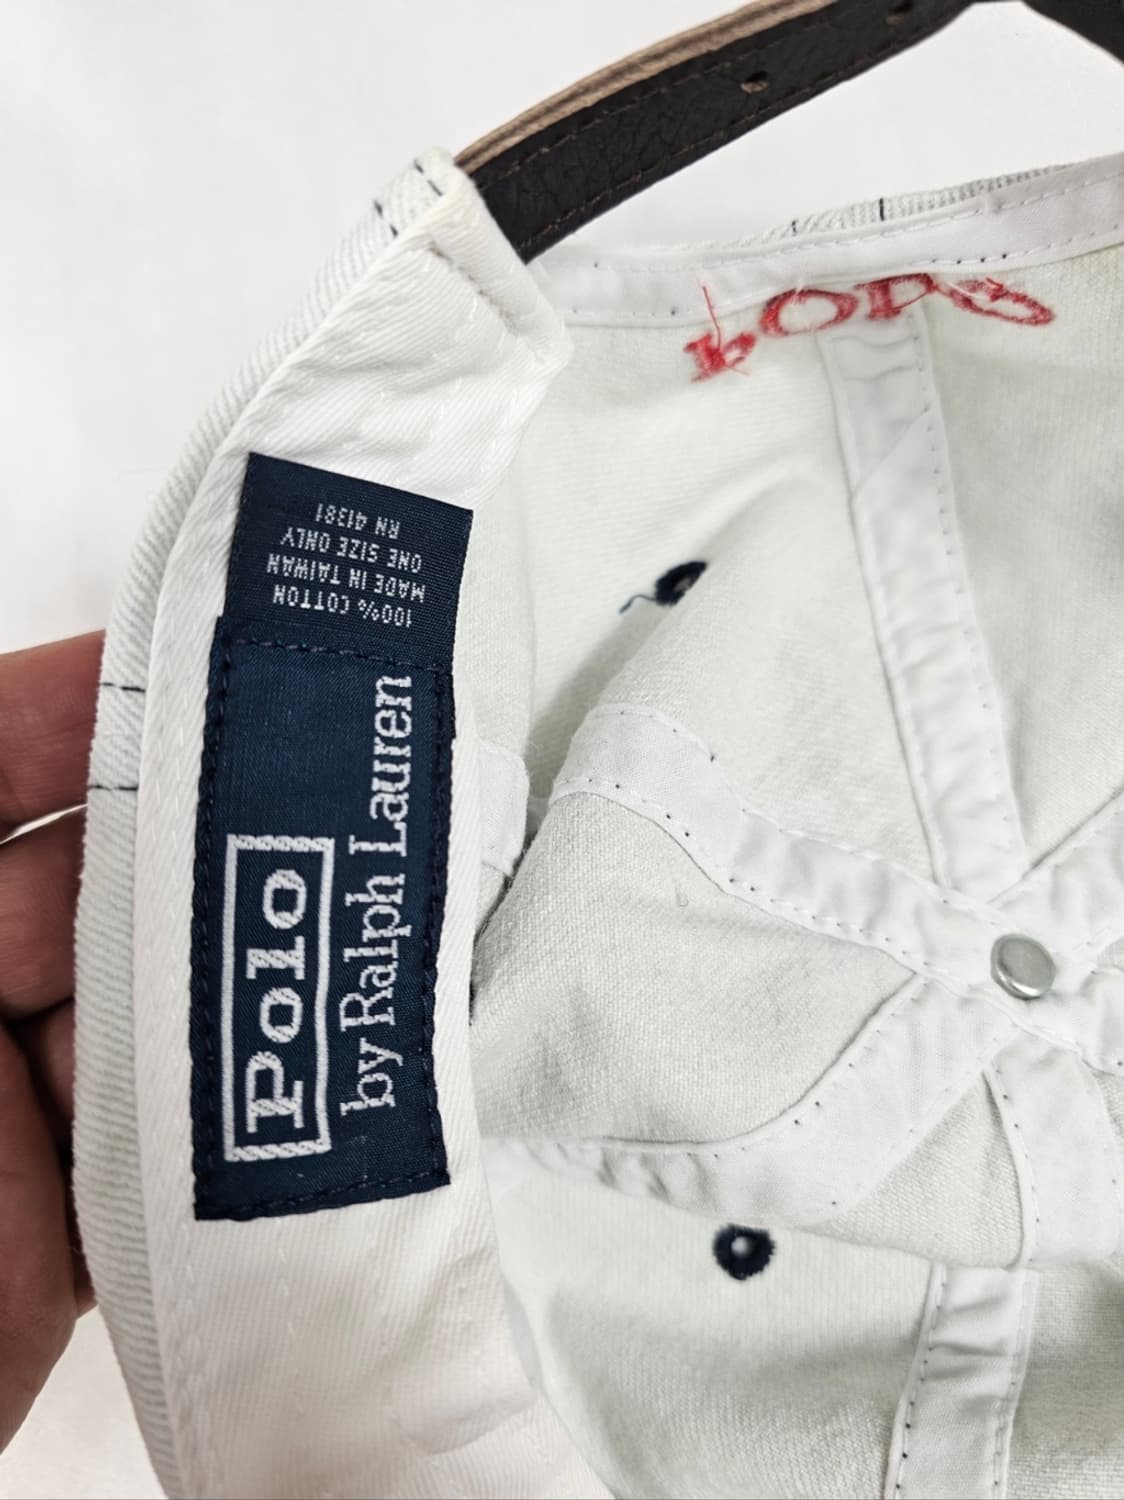 100% COTTON
MADE IN TAIWAN
ONE SIZE ONLY
RN 41381
Polo
by Ralph Lauren
POLO